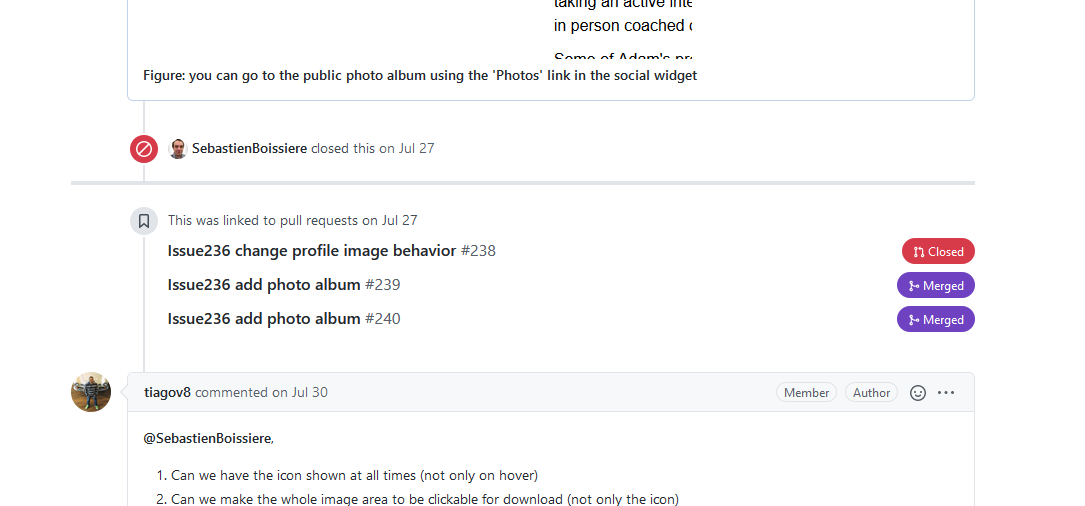 taking an active inte
in person coached
Some of Adam's pr
Figure: you can go to the public photo album using the 'Photos' link in the social widget
SebastienBoissiere closed this on Jul 27
This was linked to pull requests on Jul 27
Issue236 change profile image behavior #238 Closed
Issue236 add photo album #239 Merged
Issue236 add photo album #240 Merged
tiagov8 commented on Jul 30 Member Author
@SebastienBoissiere,
1. Can we have the icon shown at all times (not only on hover)
2. Can we make the whole image area to be clickable for download (not only the icon)